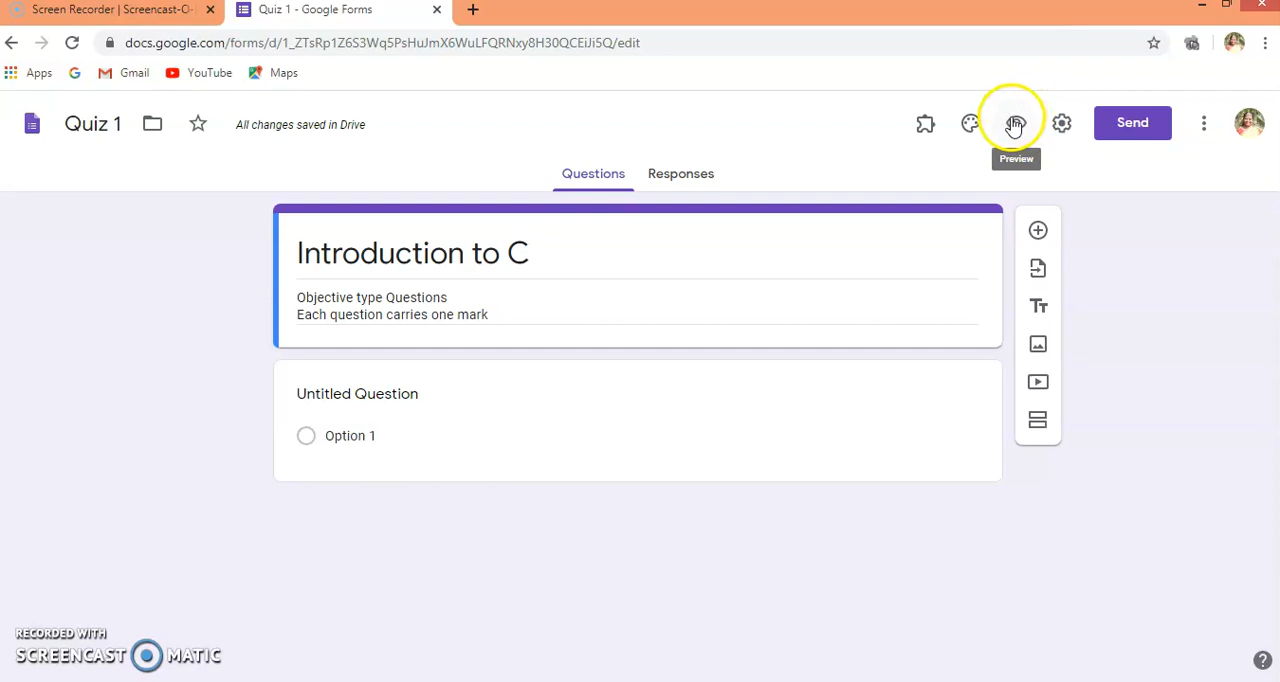 Screen Recorder | Screencast-O-
Quiz 1 - Google Forms
docs.google.com/forms/d/1_ZTsRp1Z6S3Wq5PsHuJmX6WuLFQRNxy8H30QCEiJi5Q/edit
Apps
Gmail
YouTube
Maps
Quiz 1
All changes saved in Drive
Send
Preview
Questions
Responses
Introduction to C
Objective type Questions
Each question carries one mark
Untitled Question
Option 1
RECORDED WITH
SCREENCAST MATIC